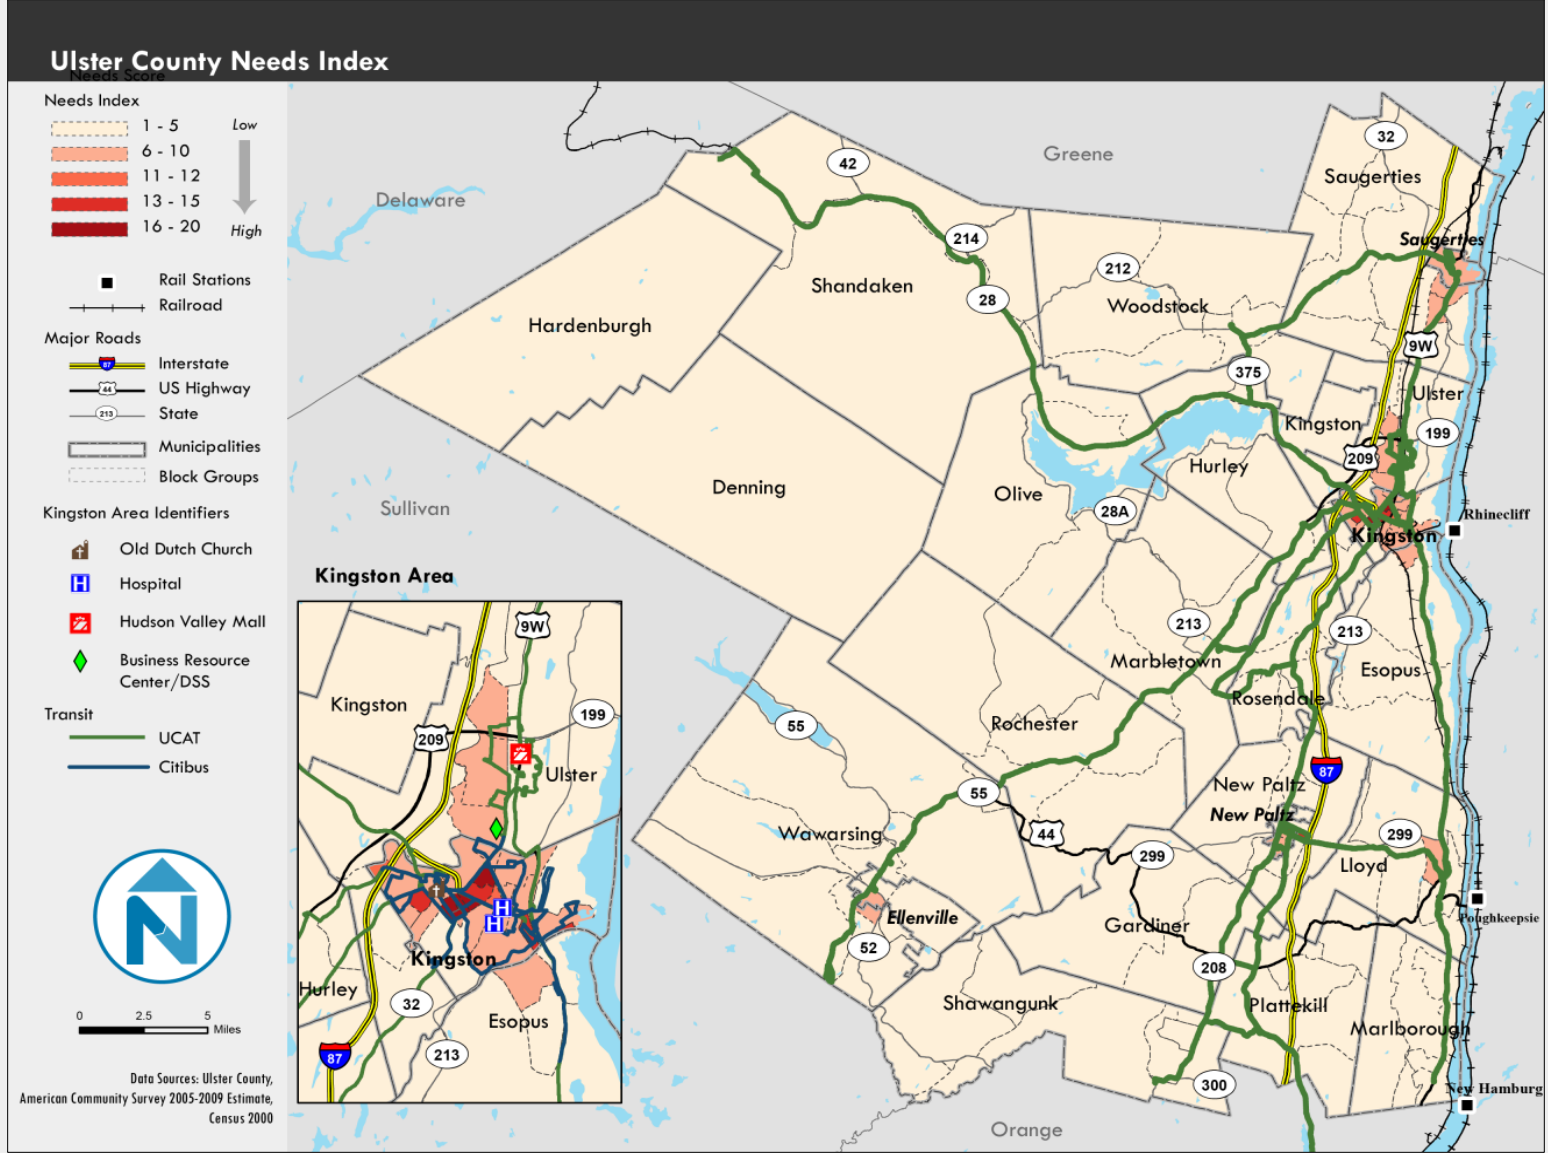 Ulster County Needs Index
Needs Score
Needs Index
1 - 5
6 - 10
11 - 12
13 - 15
16 - 20
Low
High
Rail Stations
Railroad
Major Roads
87
Interstate
44
US Highway
213
State
Municipalities
Block Groups
Kingston Area Identifiers
Old Dutch Church
H
Hospital
Hudson Valley Mall
Business Resource
Center/DSS
Transit
UCAT
Citibus
N
0 2.5 5
Miles
Data Sources: Ulster County,
American Community Survey 2005-2009 Estimate,
Census 2000
Kingston Area
9W
Kingston
199
209
Ulster
H
H
Kingston
Hurley
32
Esopus
213
87
Delaware
Greene
Sullivan
Orange
42
32
Saugerties
Saugerties
214
212
Shandaken
28
Woodstock
Hardenburgh
9W
375
Ulster
Kingston
199
209
Hurley
Denning
Olive
28A
Rhinecliff
Kingston
213
213
Marbletown
Esopus
Rosendale
55
Rochester
87
New Paltz
55
New Paltz
Wawarsing
44
299
299
Lloyd
Ellenville
Poughkeepsie
Gardiner
52
208
Shawangunk
Plattekill
Marlborough
300
New Hamburg